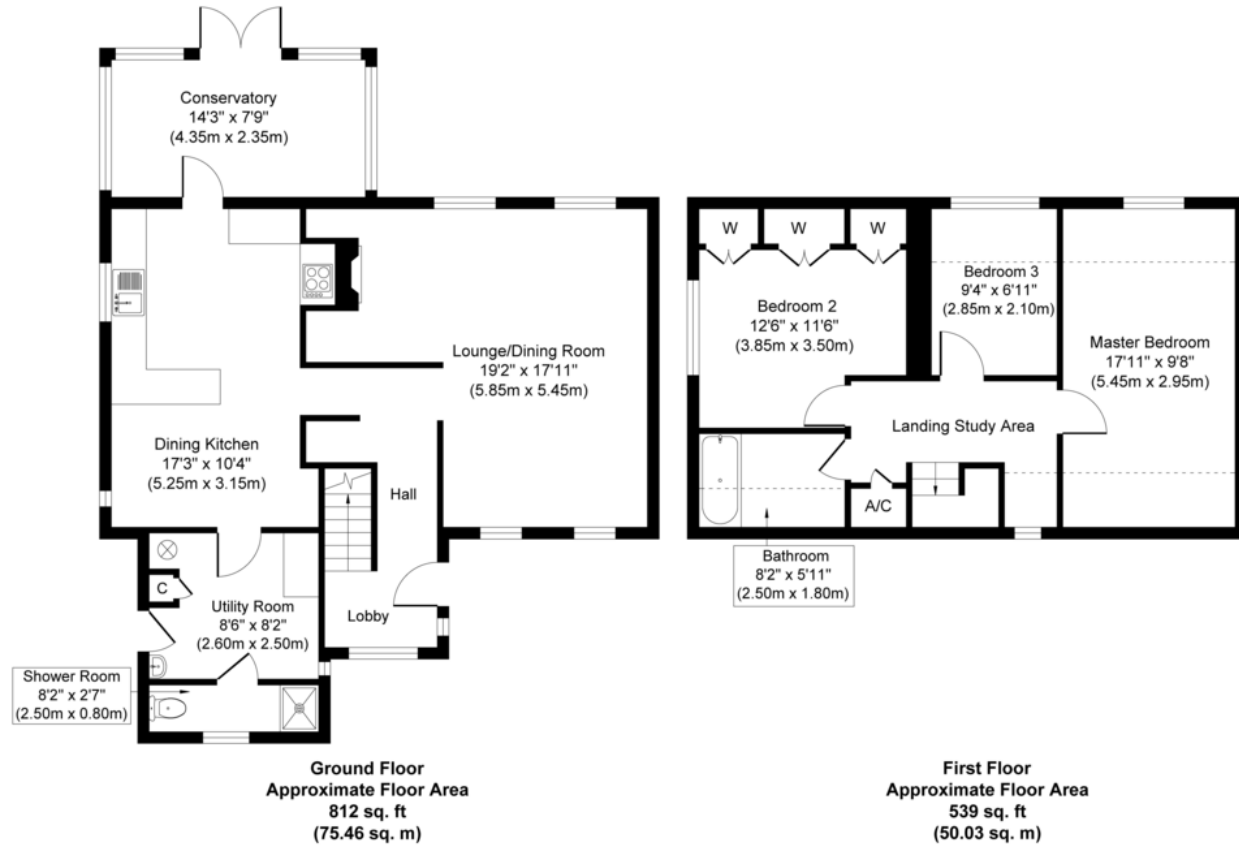 Conservatory
14'3" x 7'9"
(4.35m x 2.35m)
Lounge/Dining Room
19'2" x 17'11"
(5.85m x 5.45m)
Dining Kitchen
17'3" x 10'4"
(5.25m x 3.15m)
Hall
Lobby
C
Utility Room
8'6" x 8'2"
(2.60m x 2.50m)
Shower Room
8'2" x 2'7"
(2.50m x 0.80m)
Ground Floor
Approximate Floor Area
812 sq. ft
(75.46 sq. m)
W
W
W
Bedroom 2
12'6" x 11'6"
(3.85m x 3.50m)
Bedroom 3
9'4" x 6'11"
(2.85m x 2.10m)
Master Bedroom
17'11" x 9'8"
(5.45m x 2.95m)
Landing Study Area
A/C
Bathroom
8'2" x 5'11"
(2.50m x 1.80m)
First Floor
Approximate Floor Area
539 sq. ft
(50.03 sq. m)